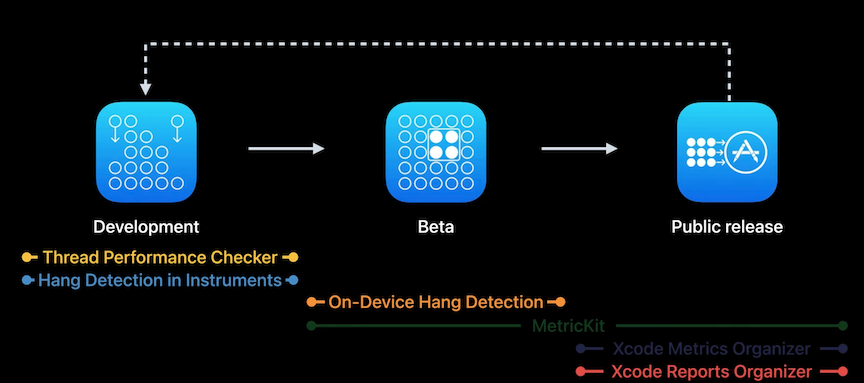 Development
Beta
Public release
Thread Performance Checker
Hang Detection in Instruments
On-Device Hang Detection
MetricKit
Xcode Metrics Organizer
Xcode Reports Organizer